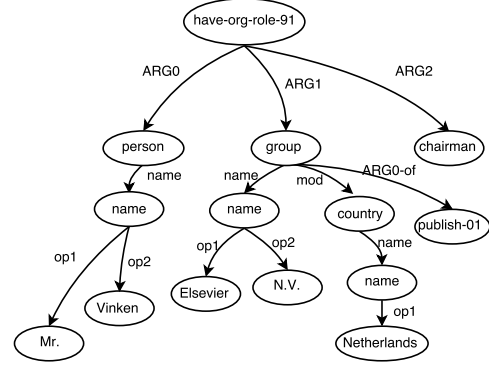 have-org-role-91
ARG0
ARG1
ARG2
person
group
chairman
name
name
mod
ARG0-of
name
name
country
publish-01
op1
op2
op1
op2
name
Mr.
Vinken
Elsevier
N.V.
name
op1
Netherlands